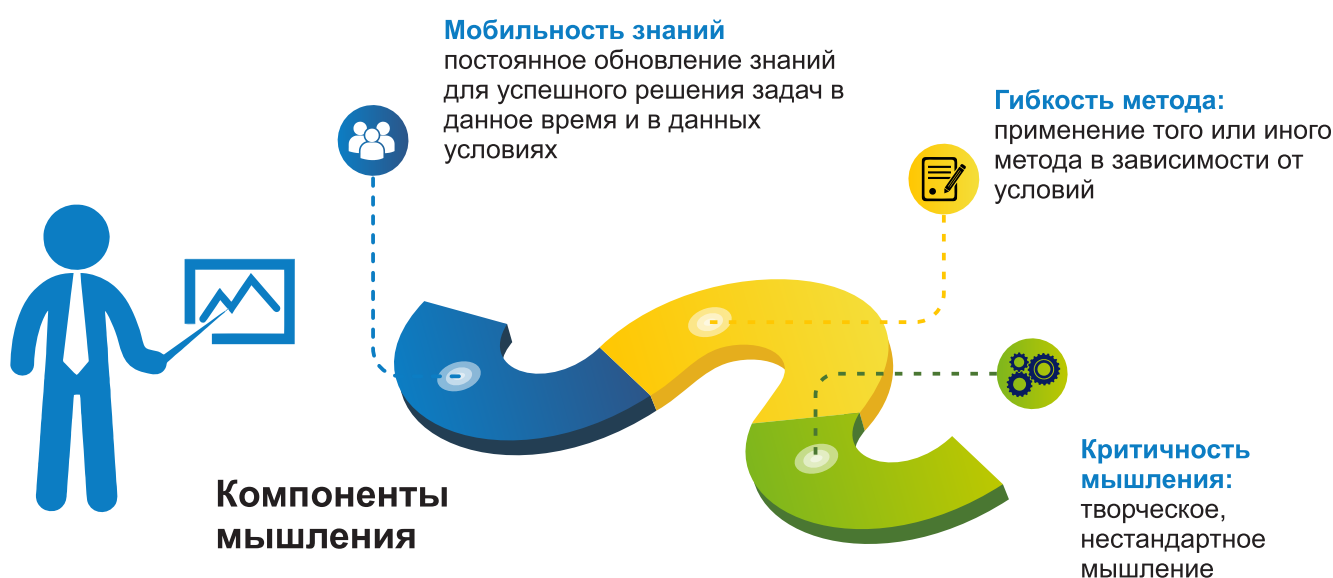 Мобильность знаний
постоянное обновление знаний
для успешного решения задач в
данное время и в данных
условиях
Гибкость метода:
применение того или иного
метода в зависимости от
условий
Критичность
мышления:
творческое,
нестандартное
мышление
Компоненты
мышления